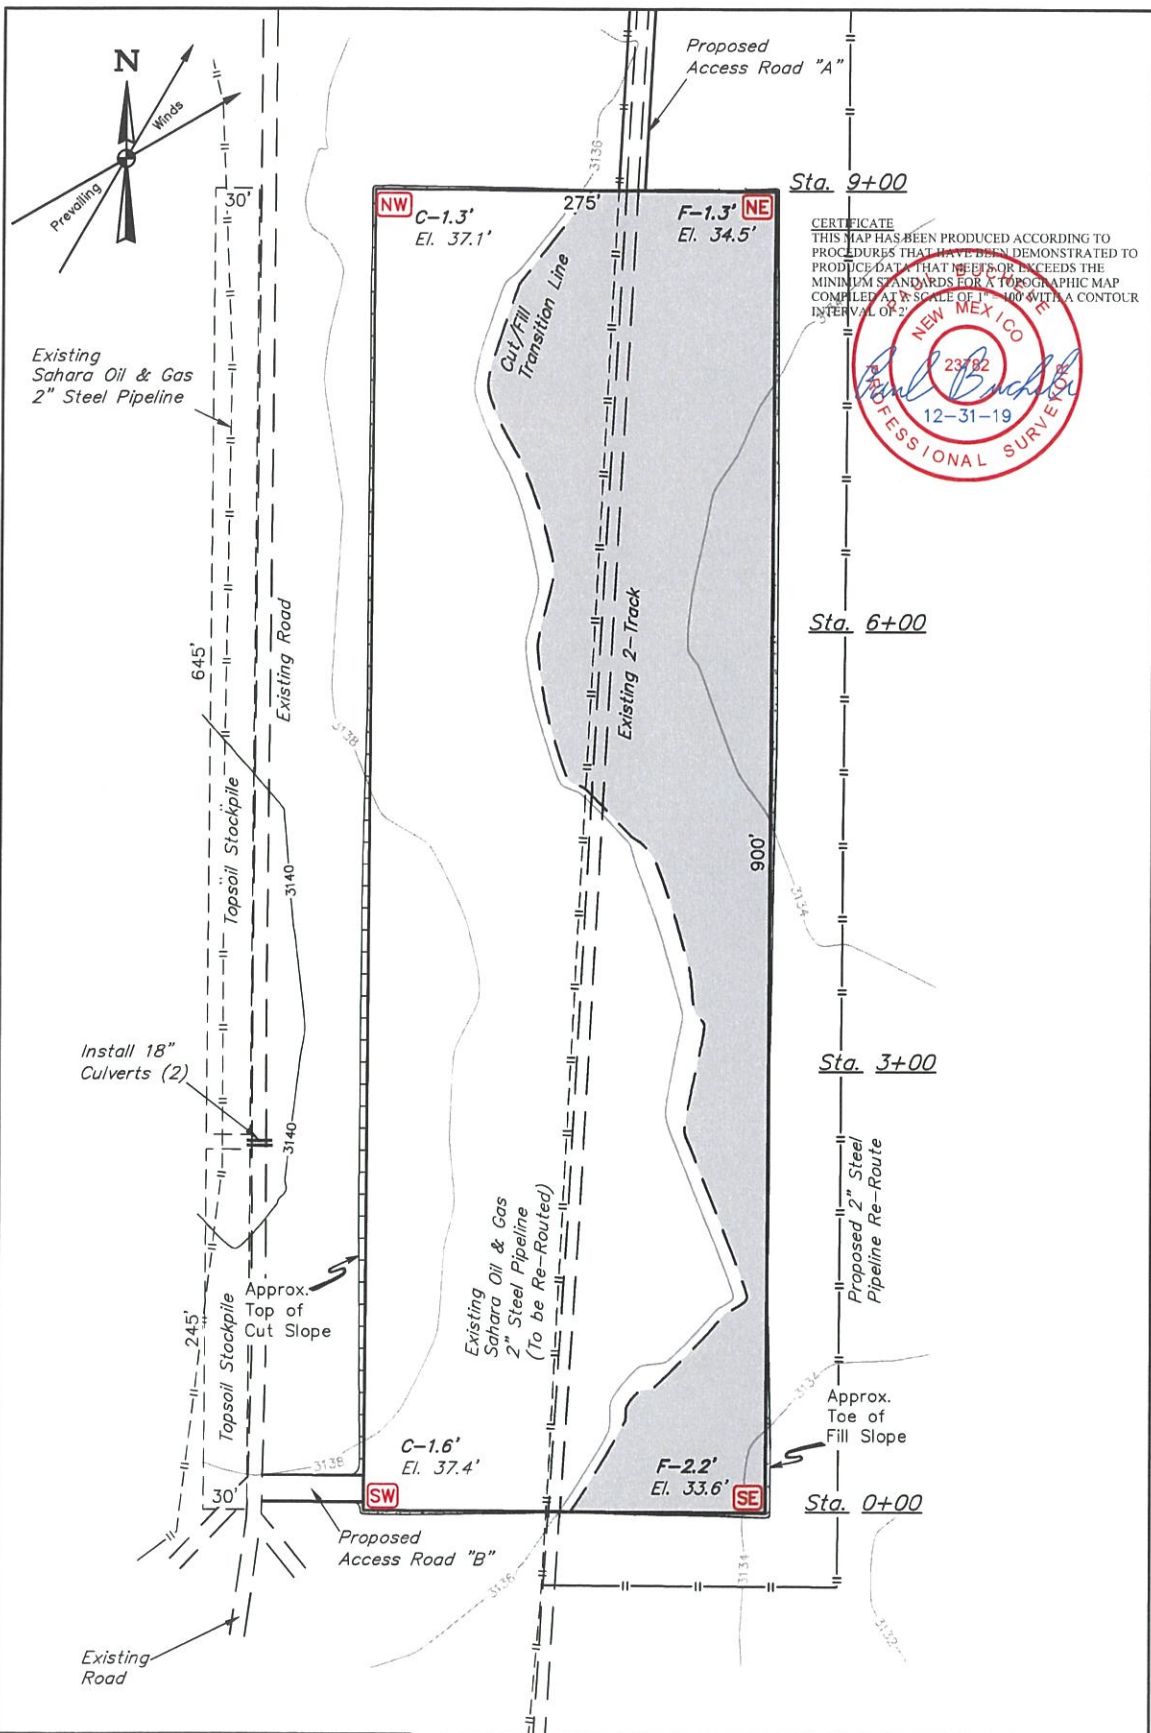 Proposed
Access Road "A"
N
Winds
Prevailing
3136
Sta. 9+00
30'
NW
C-1.3'
El. 37.1'
275'
F-1.3'
El. 34.5'
NE
CERTIFICATE
THIS MAP HAS BEEN PRODUCED ACCORDING TO
PROCEDURES THAT HAVE BEEN DEMONSTRATED TO
PRODUCE DATA THAT MEETS OR EXCEEDS THE
MINIMUM STANDARDS FOR A TOPOGRAPHIC MAP
COMPILED AT A SCALE OF 1" = 100' WITH A CONTOUR
INTERVAL OF 2'.
NEW MEXICO
23782
12-31-19
PROFESSIONAL SURVEYOR
Cut/Fill
Transition Line
Existing
Sahara Oil & Gas
2" Steel Pipeline
Sta. 6+00
645'
Existing Road
Existing 2-Track
3138
Topsoil Stockpile
3140
900'
3134
Install 18"
Culverts (2)
Sta. 3+00
3140
Existing
Sahara Oil & Gas
2" Steel Pipeline
(To be Re-Routed)
Proposed 2" Steel
Pipeline Re-Route
Approx.
Top of
Cut Slope
245'
Topsoil Stockpile
3134
Approx.
Toe of
Fill Slope
C-1.6'
El. 37.4'
3138
F-2.2'
El. 33.6'
30'
SW
SE
Sta. 0+00
Proposed
Access Road "B"
3136
3134
3132
Existing
Road